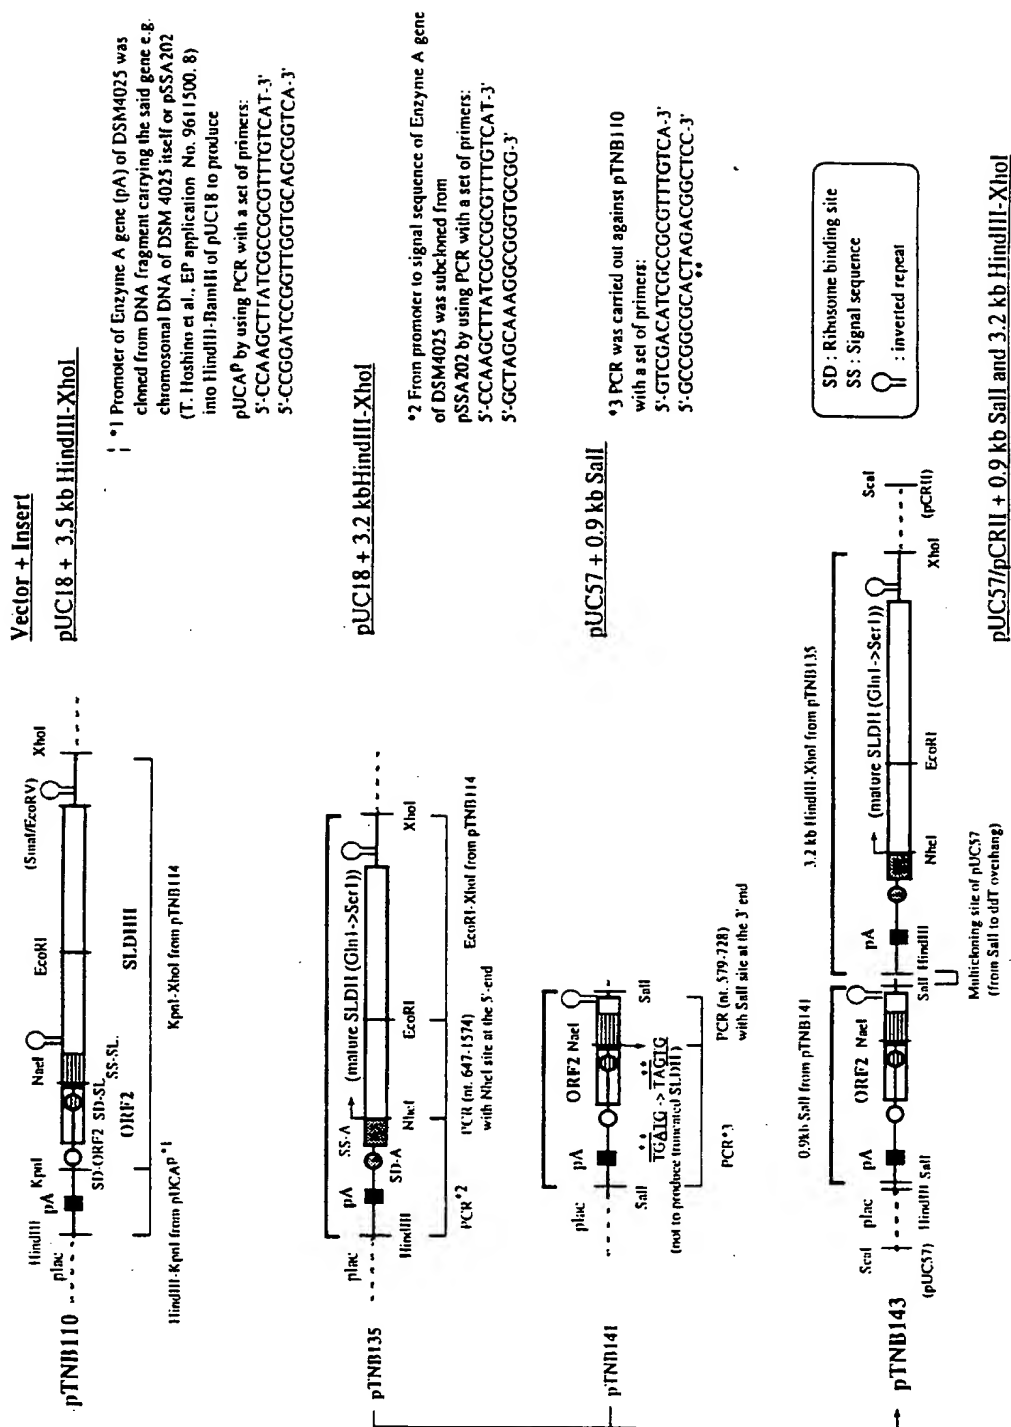 Vector + Insert
pTNB110
HindIII
plac
pA
KpnI
SD-ORF2
SD-SL
ORF2
NaeI
SS-SL.
EcoRI
SLDIII
(SmaI/EcoRV)
XhoI
HindIII-KpnI from pUCAp*1
KpnI-XhoI from pTNB114
pUC18 + 3.5 kb HindIII-XhoI
*1 Promoter of Enzyme A gene (pA) of DSM4025 was
cloned from DNA fragment carrying the said gene e.g.
chromosomal DNA of DSM 4025 itself or pSSA202
(T. Hoshino et al., EP application No. 9611500. 8)
into HindIII-BamHI of pUC18 to produce
pUCAp by using PCR with a set of primers:
5'-CCAAGCTTATCGCCGCGTTTGTCAT-3'
5'-CCGGATCCGGTTGGTGCAGCGGTCA-3'
pTNB135
plac
HindIII
pA
SS-A
SD-A
(mature SLDII (Gln1->Ser1))
NheI
EcoRI
XhoI
PCR*2
PCR (nt. 647-1574)
with NheI site at the 5'-end
EcoRI-XhoI from pTNB114
pUC18 + 3.2 kbHindIII-XhoI
*2 From promoter to signal sequence of Enzyme A gene
of DSM4025 was subcloned from
pSSA202 by using PCR with a set of primers:
5'-CCAAGCTTATCGCCGCGTTTGTCAT-3'
5'-GCTAGCAAAGGCGGGTGCGG-3'
pTNB141
plac
SalI
pA
ORF2
NaeI
SalI
** **
TGATG -> TAGTG
(not to produce truncated SLDII)
PCR*3
PCR (nt. 579-728)
with SalI site at the 3' end
pUC57 + 0.9 kb SalI
*3 PCR was carried out against pTNB110
with a set of primers:
5'-GTCGACATCGCCGCGTTTGTCA-3'
5'-GCCGGCGCACTAGACGGCTCC-3'
**
pTNB143
ScaI
(pUC57)
plac
HindIII SalI
pA
ORF2
NaeI
0.9kb SalI from pTNB141
SalI HindIII
Multicloning site of pUC57
(from SalI to ddT overhang)
pA
3.2 kb HindIII-XhoI from pTNB135
(mature SLDII (Gln1->Ser1))
NheI
EcoRI
XhoI
ScaI
(pCRII)
SD : Ribosome binding site
SS : Signal sequence
: inverted repeat
pUC57/pCRII + 0.9 kb SalI and 3.2 kb HindIII-XhoI